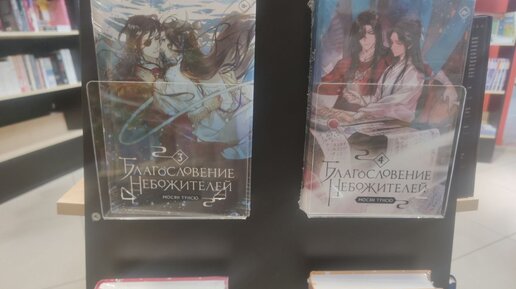 3
БЛАГОСЛОВЕНИЕ
НЕБОЖИТЕЛЕЙ
МОСЯН ТУНСЮ
4
БЛАГОСЛОВЕНИЕ
НЕБОЖИТЕЛЕЙ
МОСЯН ТУНСЮ